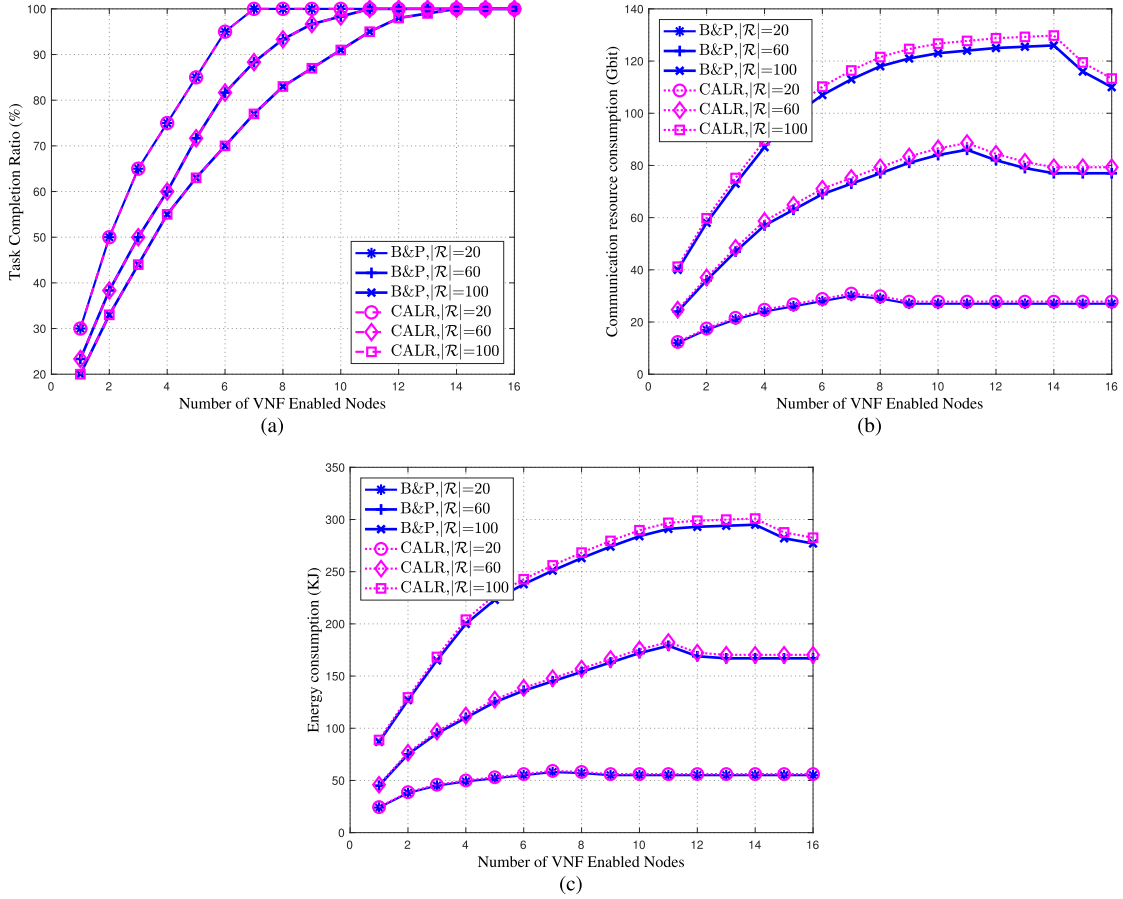 100
90
80
70
60
50
40
30
20
0
2
4
6
8
10
12
14
16
Task Completion Ratio (%)
Number of VNF Enabled Nodes
B&P,|ℛ|=20
B&P,|ℛ|=60
B&P,|ℛ|=100
CALR,|ℛ|=20
CALR,|ℛ|=60
CALR,|ℛ|=100
(a)
140
120
100
80
60
40
20
0
0
2
4
6
8
10
12
14
16
Communication resource consumption (Gbit)
Number of VNF Enabled Nodes
B&P,|ℛ|=20
B&P,|ℛ|=60
B&P,|ℛ|=100
CALR,|ℛ|=20
CALR,|ℛ|=60
CALR,|ℛ|=100
(b)
350
300
250
200
150
100
50
0
0
2
4
6
8
10
12
14
16
Energy consumption (KJ)
Number of VNF Enabled Nodes
B&P,|ℛ|=20
B&P,|ℛ|=60
B&P,|ℛ|=100
CALR,|ℛ|=20
CALR,|ℛ|=60
CALR,|ℛ|=100
(c)